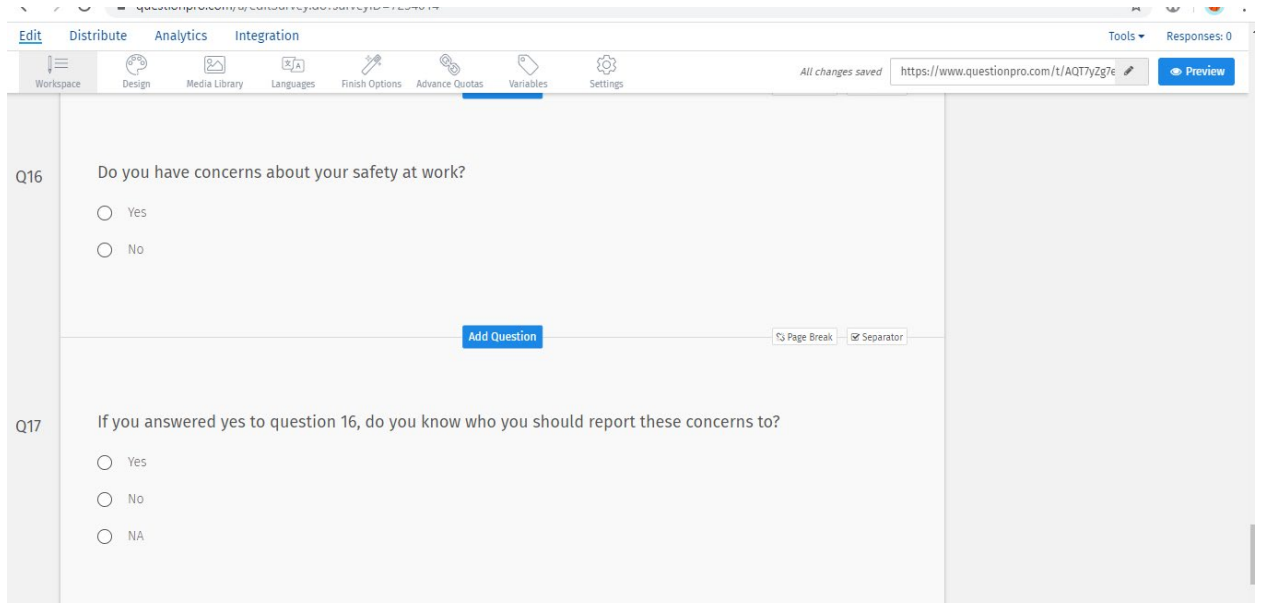 Edit Distribute Analytics Integration Tools Responses: 0
Workspace Design Media Library Languages Finish Options Advance Quotas Variables Settings All changes saved https://www.questionpro.com/t/AQT7yZg7e Preview
Q16 Do you have concerns about your safety at work?
Yes
No
Add Question Page Break Separator
Q17 If you answered yes to question 16, do you know who you should report these concerns to?
Yes
No
NA